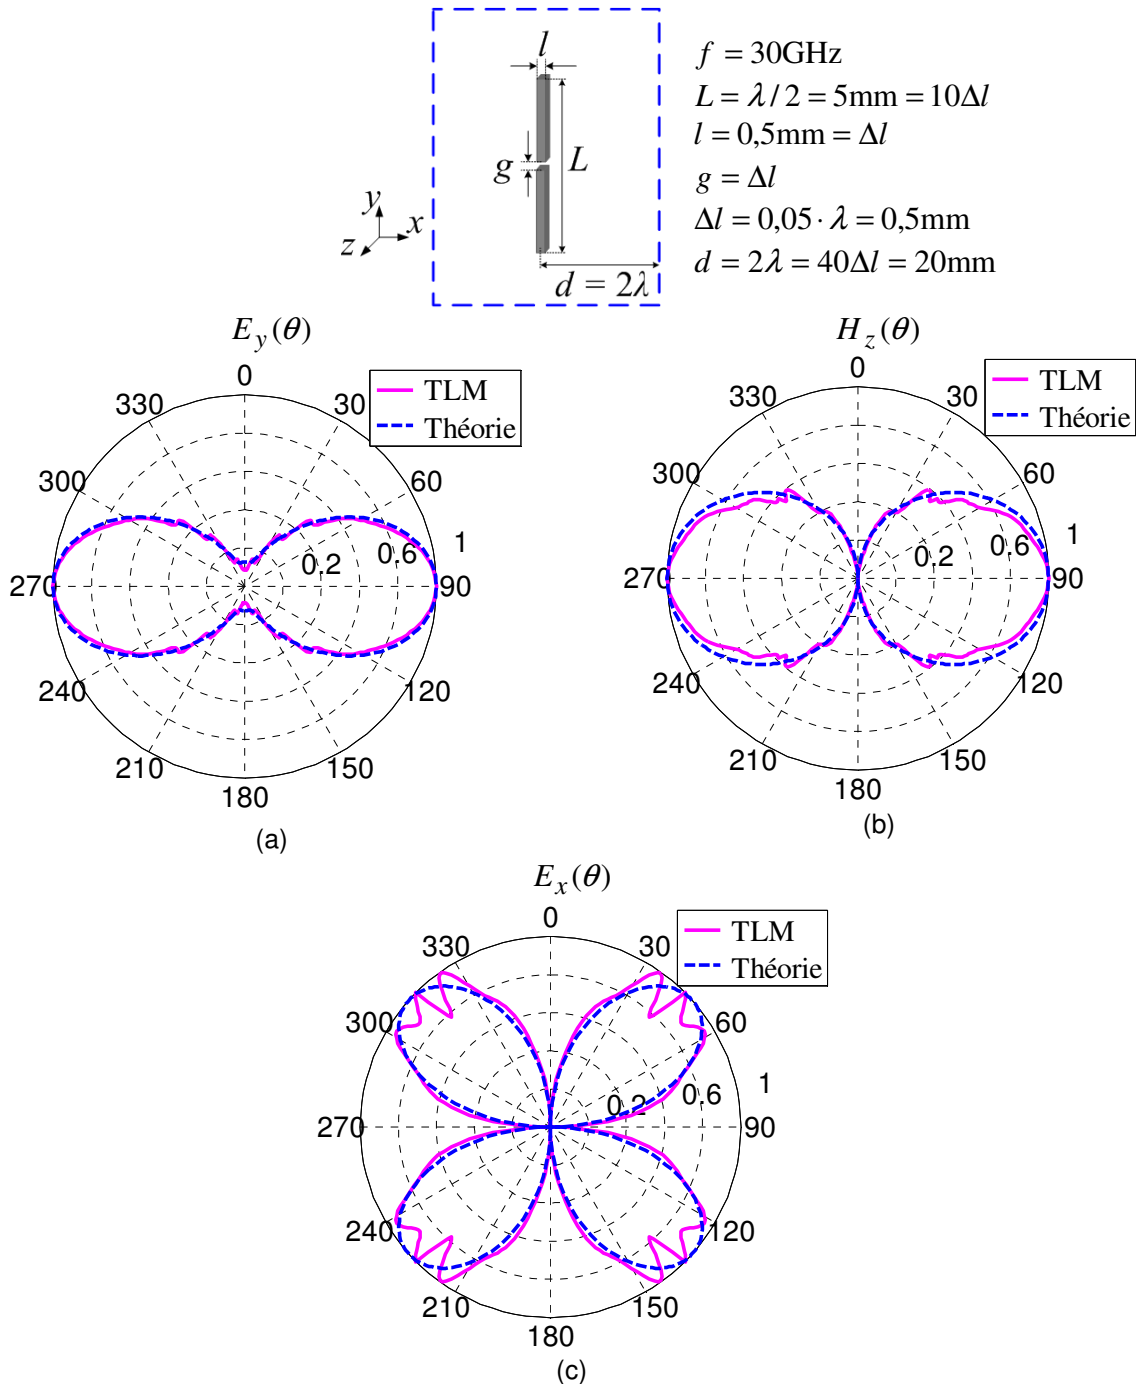 l
g
L
y
x
z
d = 2λ
f = 30GHz
L = λ / 2 = 5mm = 10Δl
l = 0,5mm = Δl
g = Δl
Δl = 0,05 · λ = 0,5mm
d = 2λ = 40Δl = 20mm
E_y(θ)
TLM
Théorie
0
30
60
90
120
150
180
210
240
270
300
330
0.2
0.6
1
(a)
H_z(θ)
TLM
Théorie
0
30
60
90
120
150
180
210
240
270
300
330
0.2
0.6
1
(b)
E_x(θ)
TLM
Théorie
0
30
60
90
120
150
180
210
240
270
300
330
0.2
0.6
1
(c)